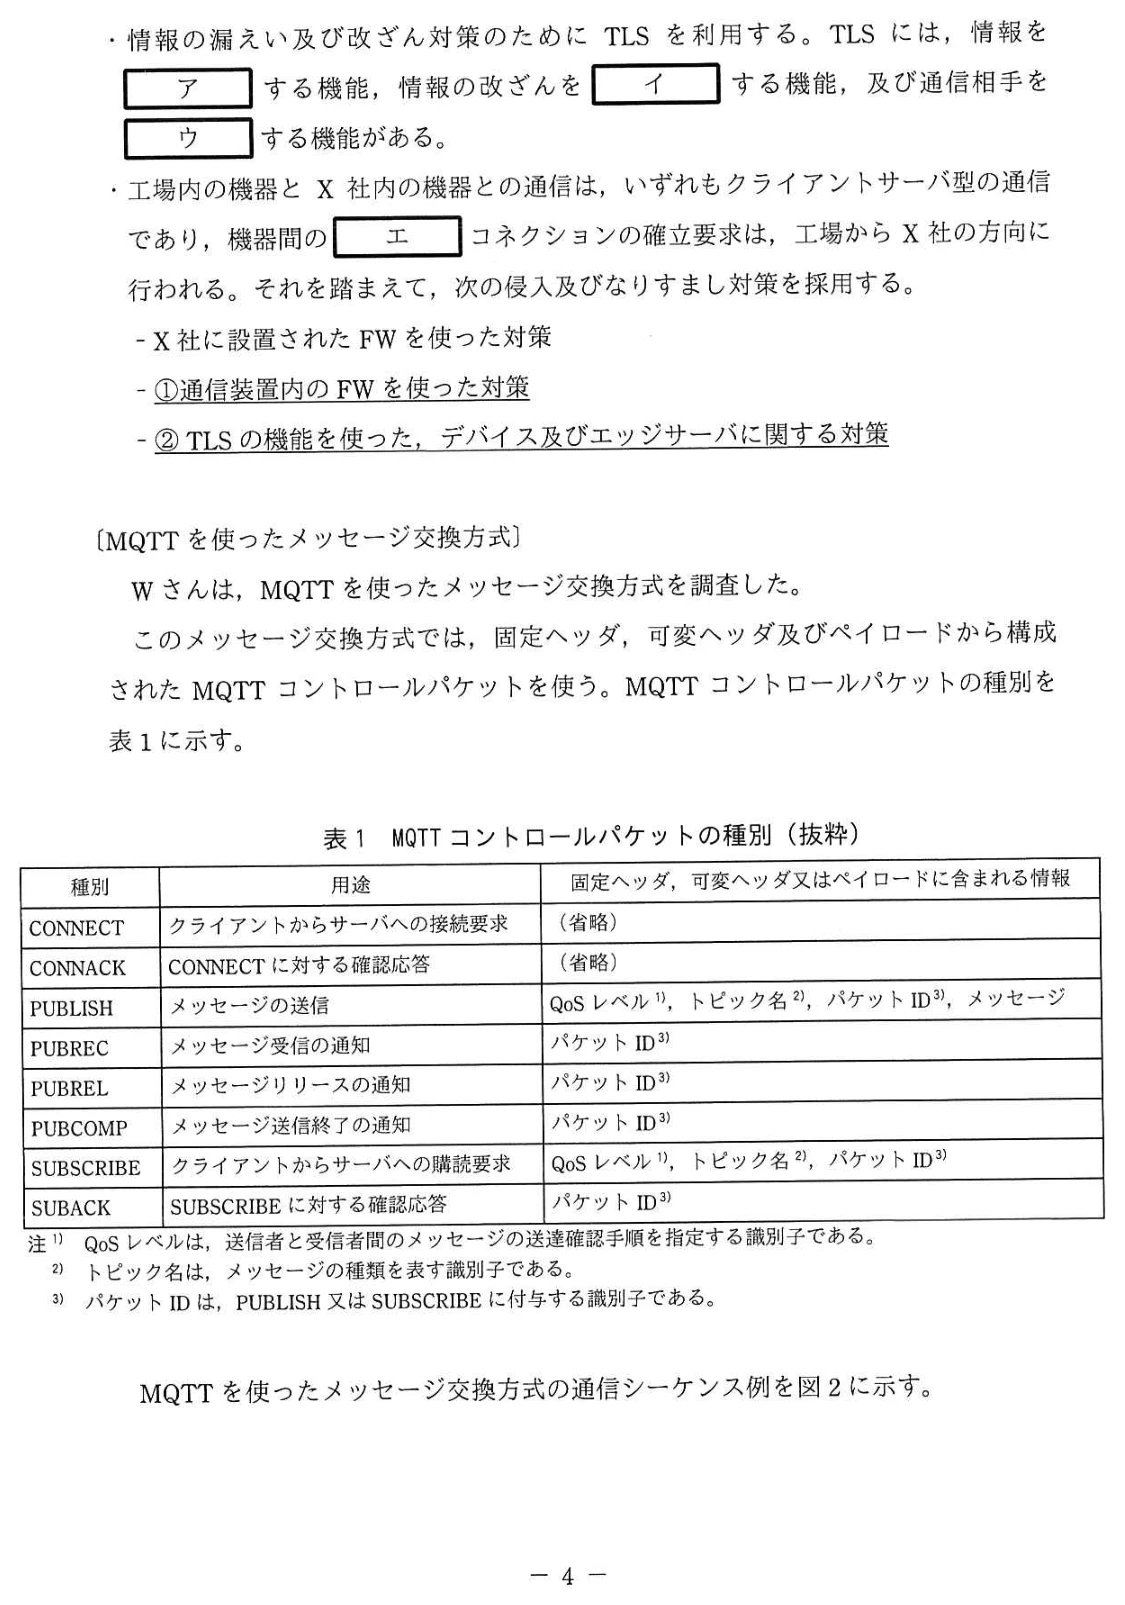 ・情報の漏えい及び改ざん対策のために TLS を利用する。TLS には，情報を
ア する機能，情報の改ざんを イ する機能，及び通信相手を
ウ する機能がある。
・工場内の機器と X 社内の機器との通信は，いずれもクライアントサーバ型の通信
であり，機器間の エ コネクションの確立要求は，工場から X 社の方向に
行われる。それを踏まえて，次の侵入及びなりすまし対策を採用する。
- X 社に設置された FW を使った対策
- ①通信装置内の FW を使った対策
- ② TLS の機能を使った，デバイス及びエッジサーバに関する対策
〔MQTT を使ったメッセージ交換方式〕
W さんは，MQTT を使ったメッセージ交換方式を調査した。
このメッセージ交換方式では，固定ヘッダ，可変ヘッダ及びペイロードから構成
された MQTT コントロールパケットを使う。MQTT コントロールパケットの種別を
表 1 に示す。
表 1 MQTT コントロールパケットの種別（抜粋）
種別 用途 固定ヘッダ，可変ヘッダ又はペイロードに含まれる情報
CONNECT クライアントからサーバへの接続要求 （省略）
CONNACK CONNECT に対する確認応答 （省略）
PUBLISH メッセージの送信 QoS レベル 1)，トピック名 2)，パケット ID3)，メッセージ
PUBREC メッセージ受信の通知 パケット ID3)
PUBREL メッセージリリースの通知 パケット ID3)
PUBCOMP メッセージ送信終了の通知 パケット ID3)
SUBSCRIBE クライアントからサーバへの購読要求 QoS レベル 1)，トピック名 2)，パケット ID3)
SUBACK SUBSCRIBE に対する確認応答 パケット ID3)
注 1) QoS レベルは，送信者と受信者間のメッセージの送達確認手順を指定する識別子である。
2) トピック名は，メッセージの種類を表す識別子である。
3) パケット ID は，PUBLISH 又は SUBSCRIBE に付与する識別子である。
MQTT を使ったメッセージ交換方式の通信シーケンス例を図 2 に示す。
－ 4 －